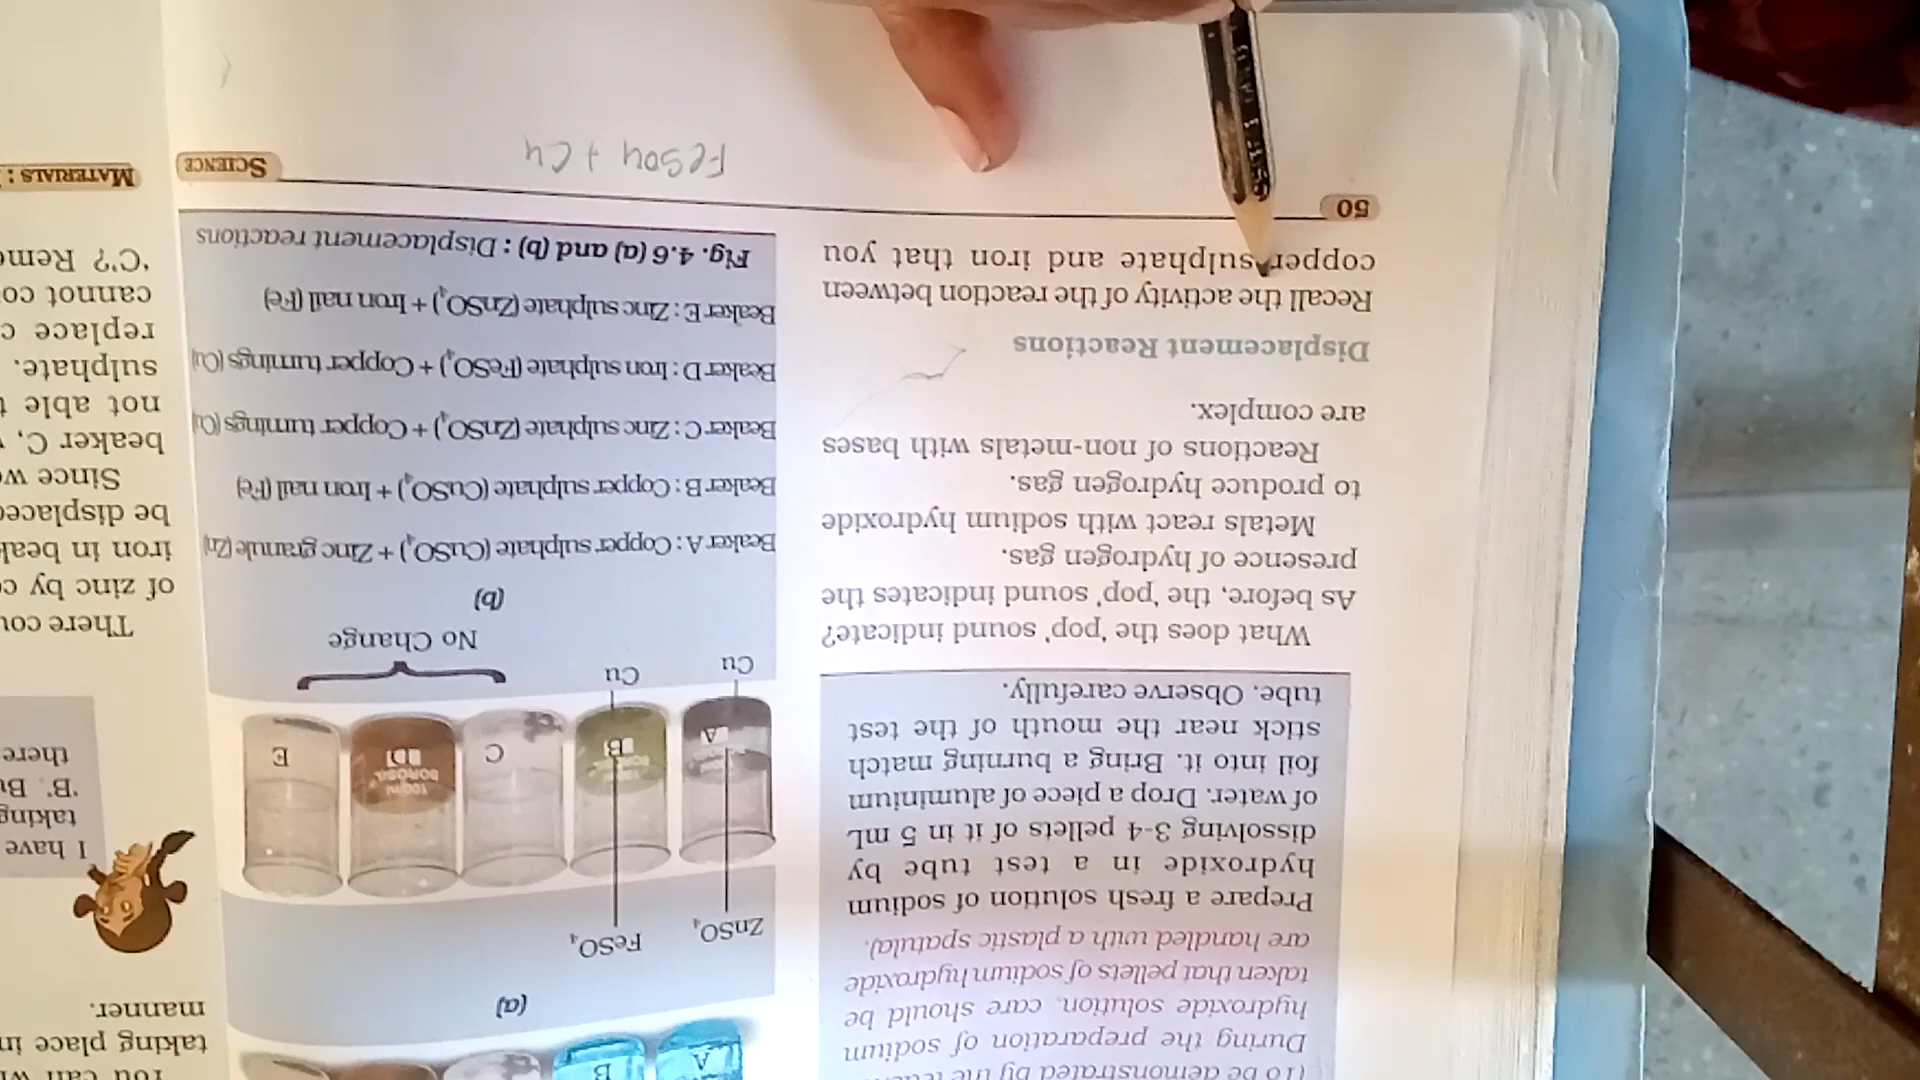 (To be demonstrated by the
During the preparation of sodium
hydroxide solution, care should be
taken that pellets of sodium hydroxide
are handled with a plastic spatula).
Prepare a fresh solution of sodium
hydroxide in a test tube by
dissolving 3-4 pellets of it in 5 mL
of water. Drop a piece of aluminium
foil into it. Bring a burning match
stick near the mouth of the test
tube. Observe carefully.
What does the 'pop' sound indicate?
As before, the 'pop' sound indicates the
presence of hydrogen gas.
Metals react with sodium hydroxide
to produce hydrogen gas.
Reactions of non-metals with bases
are complex.
Displacement Reactions
Recall the activity of the reaction between
copper sulphate and iron that you
50
A
B
(a)
ZnSO₄
FeSO₄
A
B
100ml
BOROSIL
D
C
E
Cu
Cu
No Change
(b)
Beaker A : Copper sulphate (CuSO₄) + Zinc granule (Zn)
Beaker B : Copper sulphate (CuSO₄) + Iron nail (Fe)
Beaker C : Zinc sulphate (ZnSO₄) + Copper turnings (Cu)
Beaker D : Iron sulphate (FeSO₄) + Copper turnings (Cu)
Beaker E : Zinc sulphate (ZnSO₄) + Iron nail (Fe)
Fig. 4.6 (a) and (b) : Displacement reactions
SCIENCE
FeSO4 + Cu
You can
taking place in
manner.
I have
taking
'B'.
there
There
of zinc by
iron in
be
Since
beaker C,
not able
sulphate.
replace
cannot
'C'?
MATERIALS :